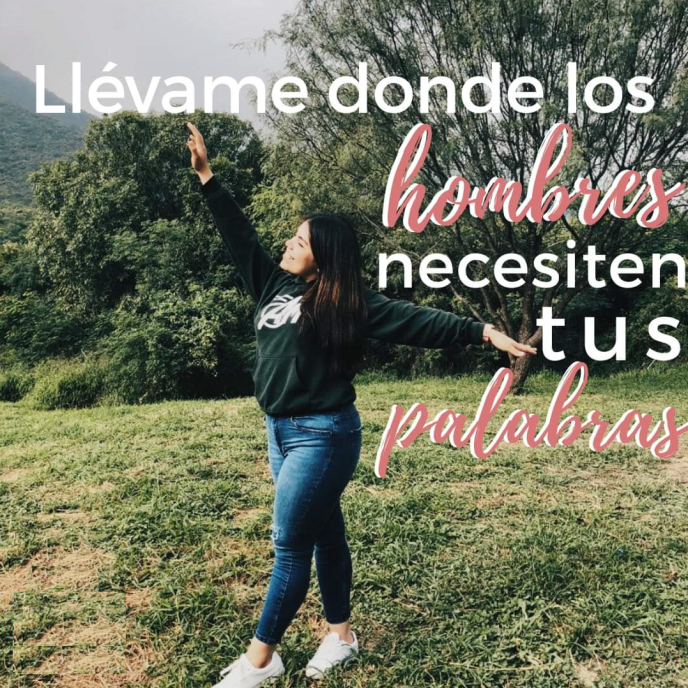 Llévame donde los
hombres
necesiten
tus
palabras